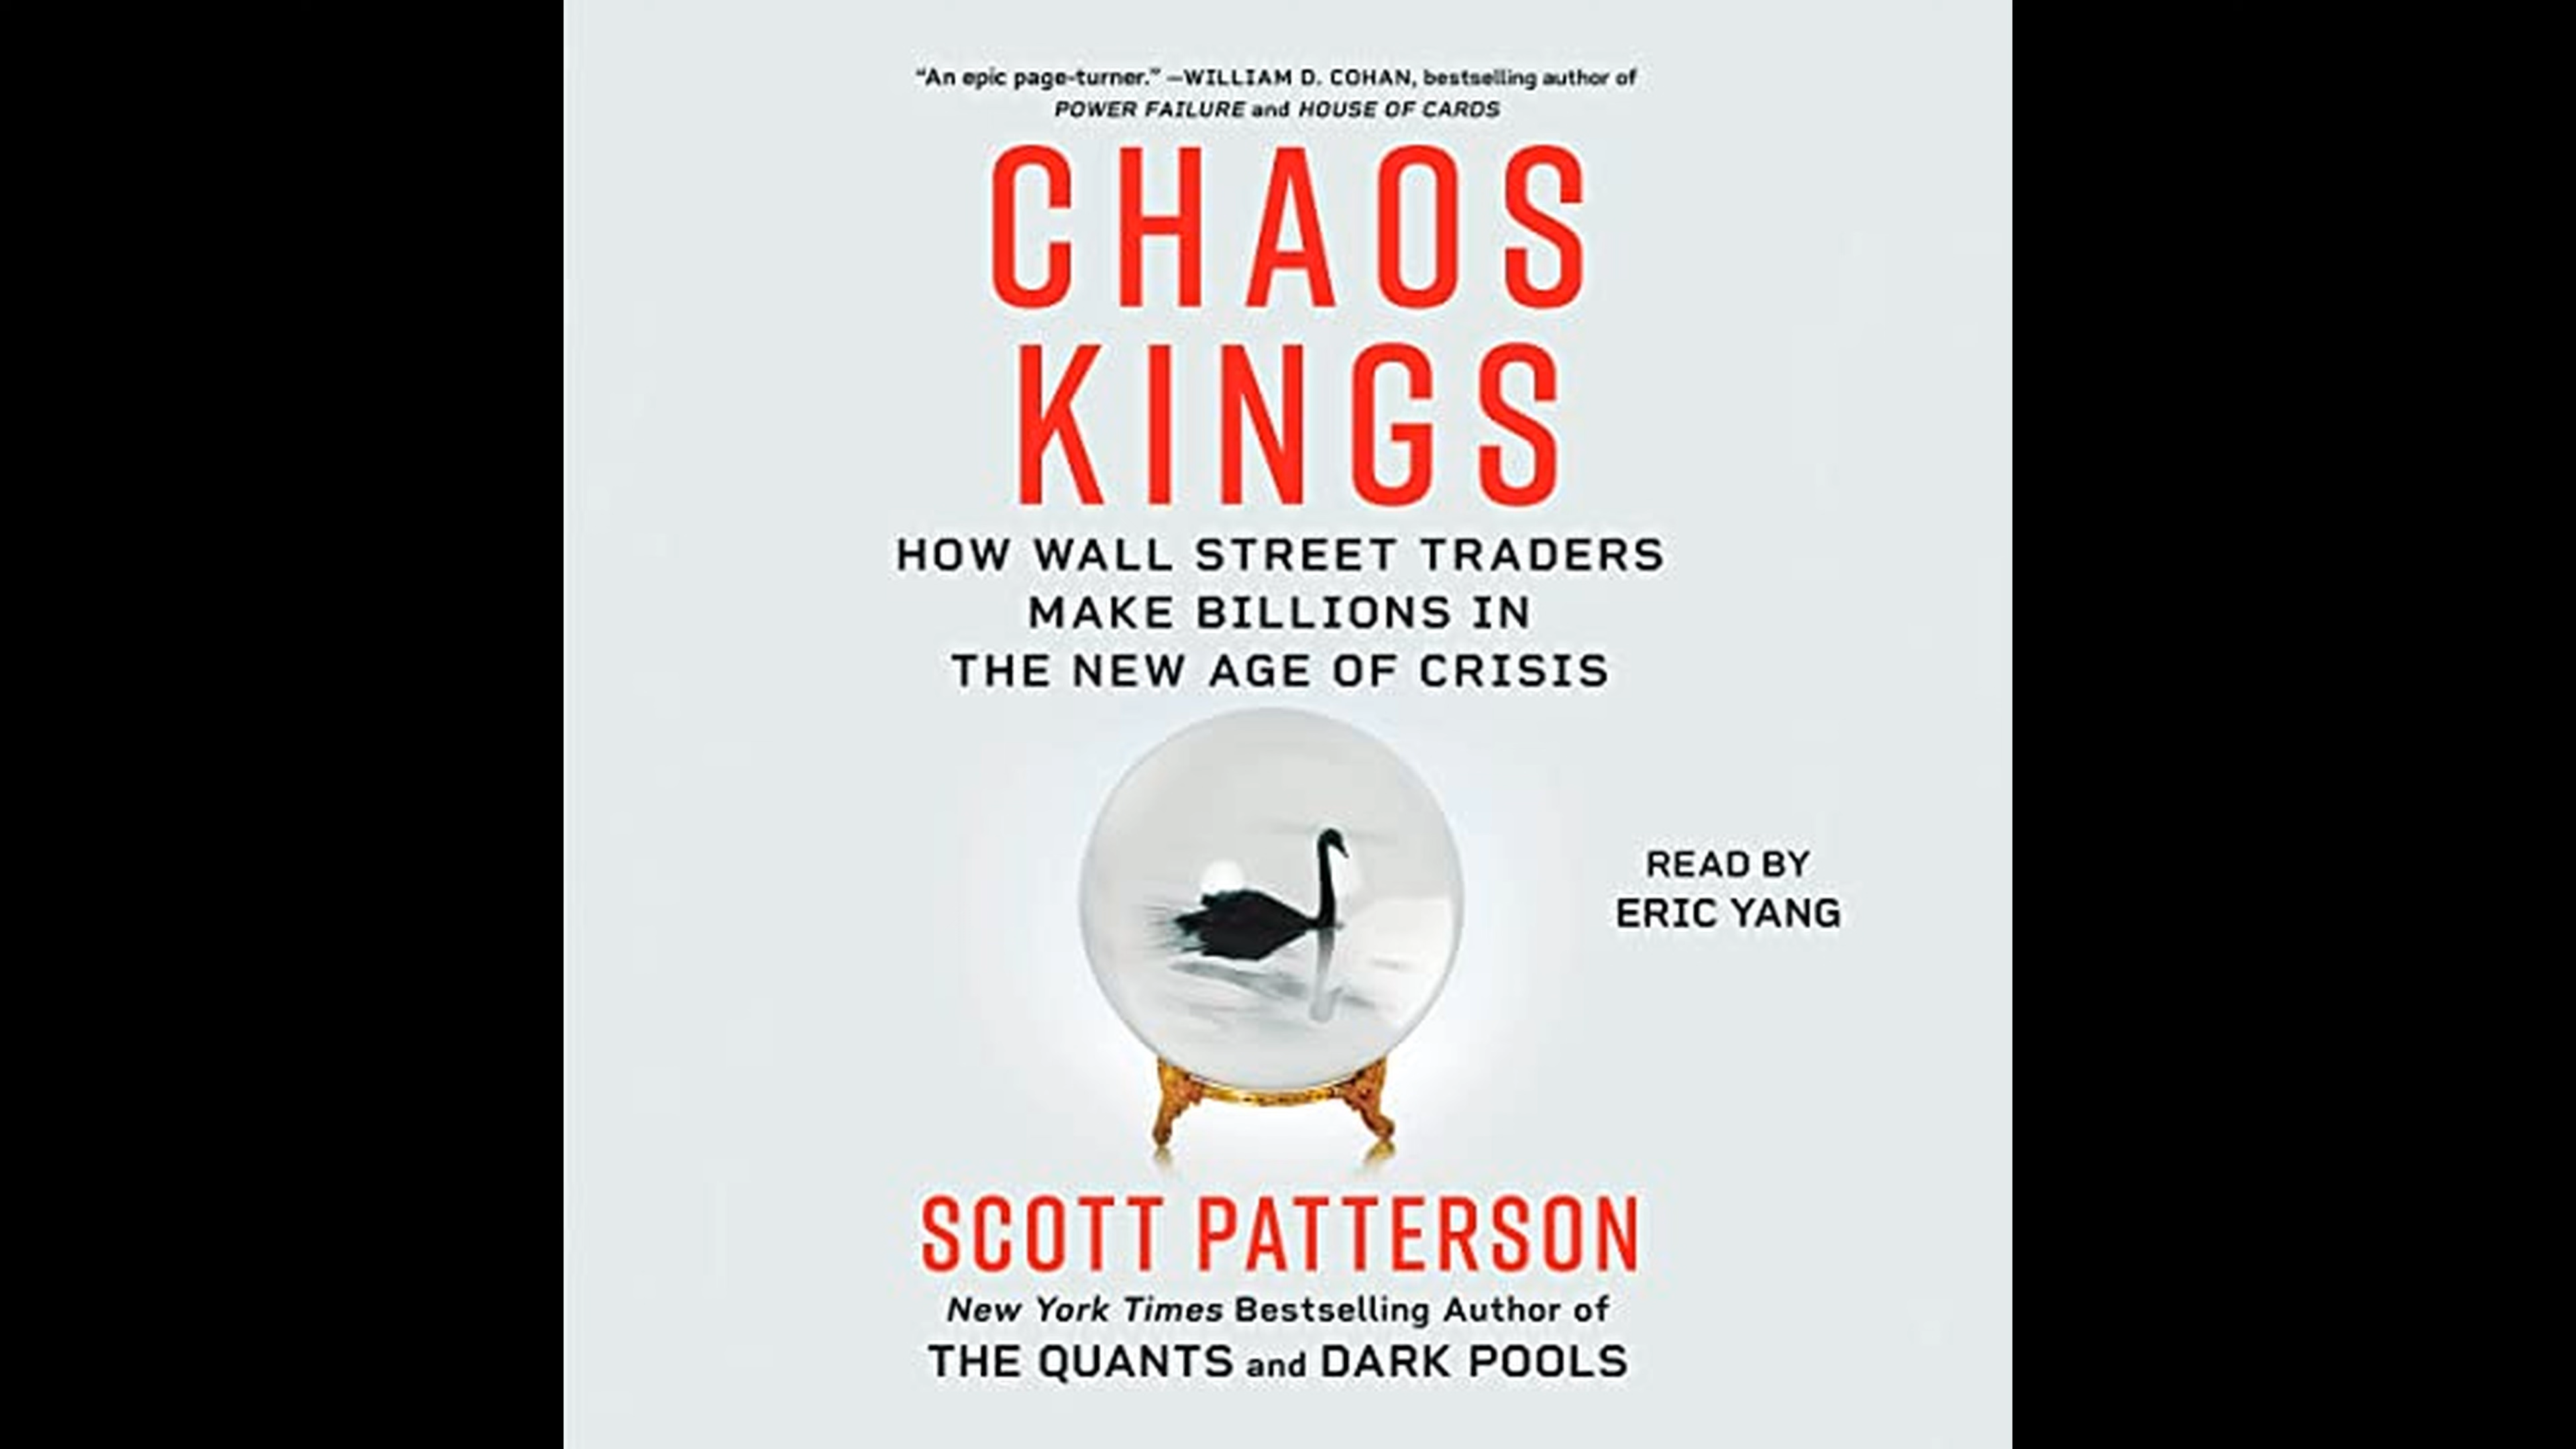 “An epic page-turner.” —WILLIAM D. COHAN, bestselling author of
POWER FAILURE and HOUSE OF CARDS
CHAOS
KINGS
HOW WALL STREET TRADERS
MAKE BILLIONS IN
THE NEW AGE OF CRISIS
READ BY
ERIC YANG
SCOTT PATTERSON
New York Times Bestselling Author of
THE QUANTS and DARK POOLS